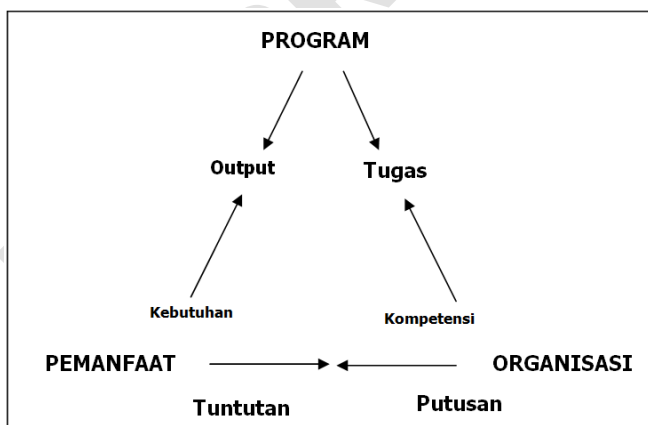 PROGRAM
Output Tugas
Kebutuhan Kompetensi
PEMANFAAT ORGANISASI
Tuntutan Putusan